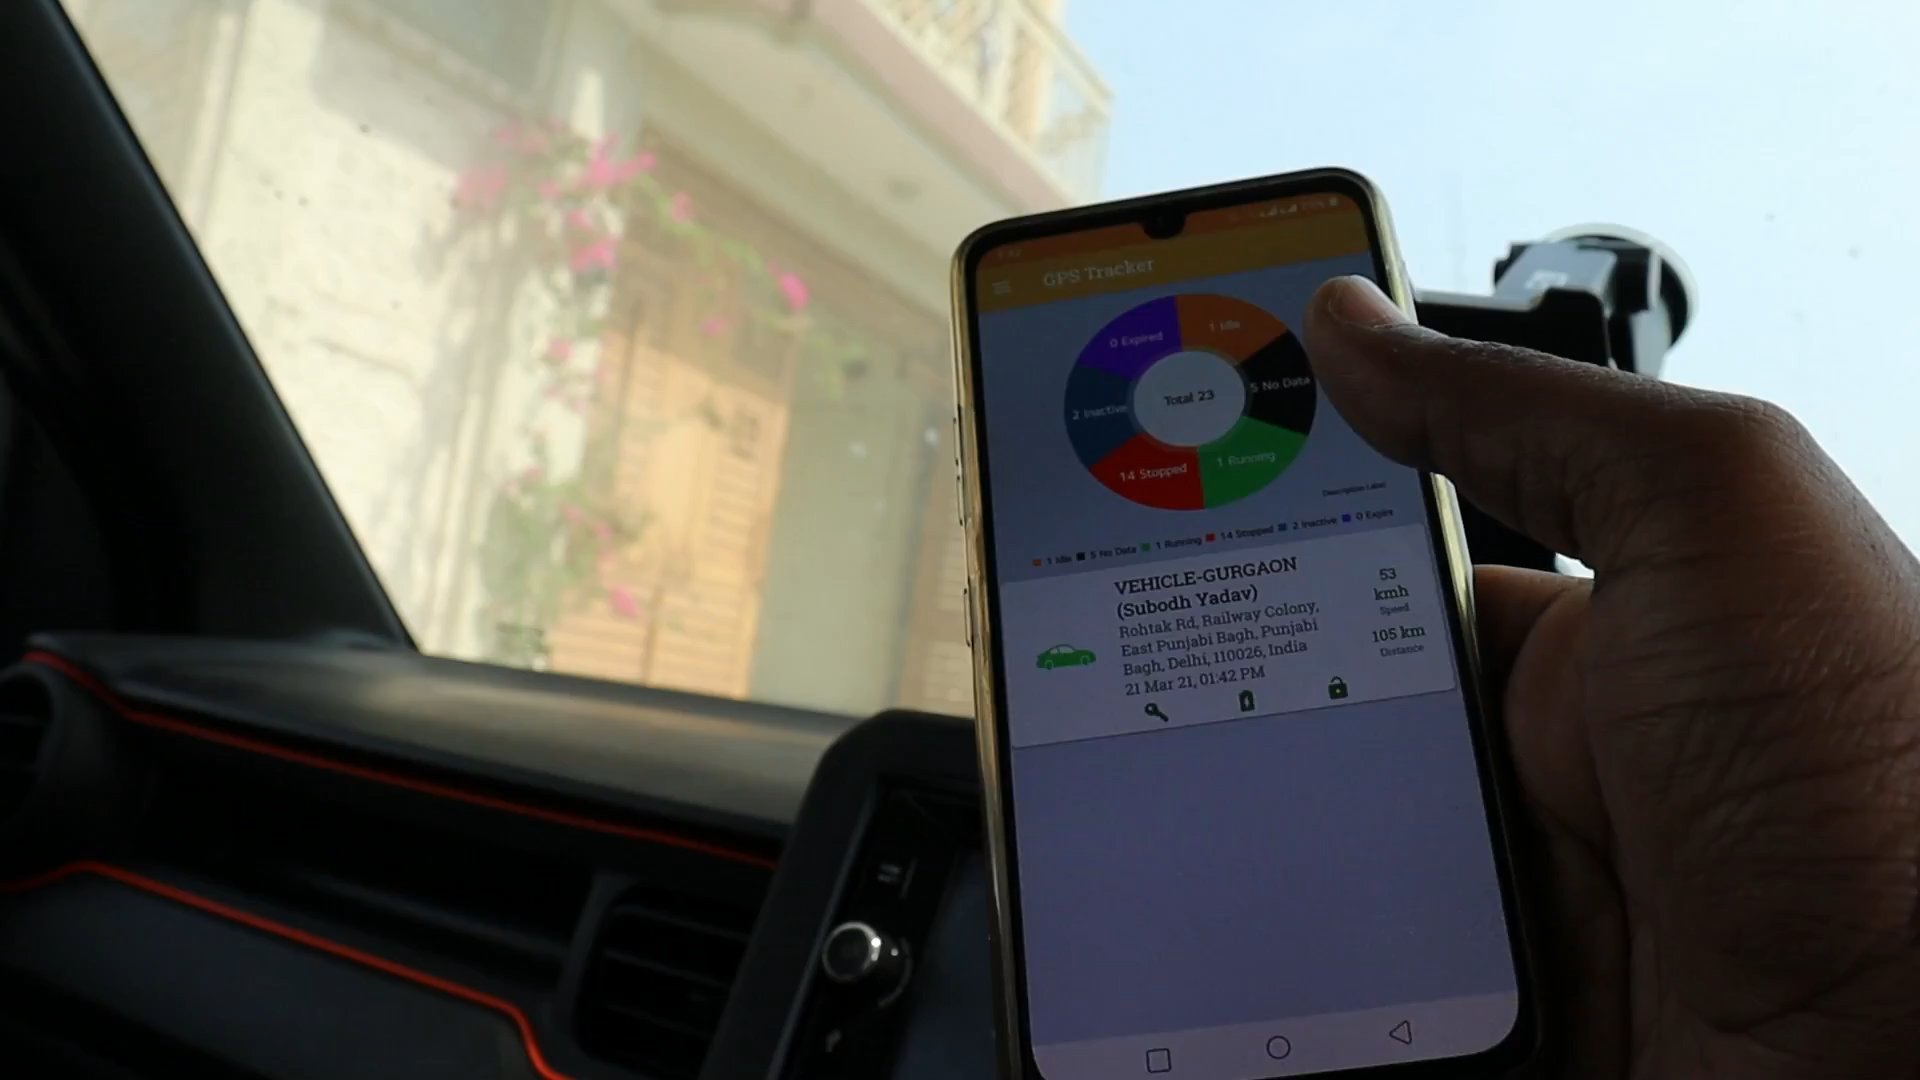 1:42
GPS Tracker
0 Expired
1 Idle
5 No Data
2 Inactive
Total 23
14 Stopped
1 Running
Description Label
1 Idle 5 No Data 1 Running 14 Stopped 2 Inactive 0 Expire
VEHICLE-GURGAON
(Subodh Yadav)
Rohtak Rd, Railway Colony,
East Punjabi Bagh, Punjabi
Bagh, Delhi, 110026, India
21 Mar 21, 01:42 PM
53
kmh
Speed
105 km
Distance